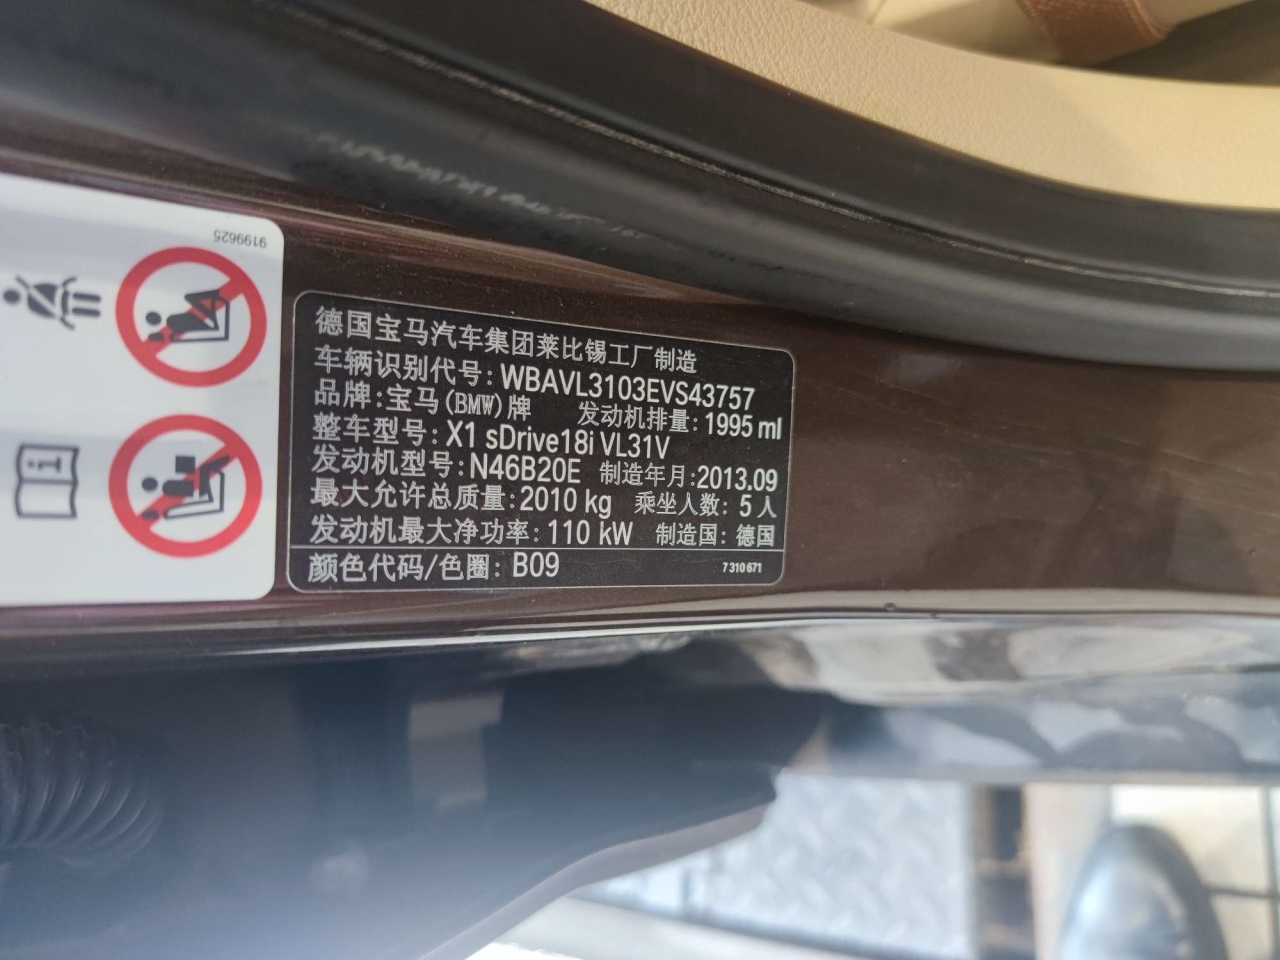 9199625
德国宝马汽车集团莱比锡工厂制造
车辆识别代号: WBAVL3103EVS43757
品牌: 宝马(BMW)牌 发动机排量: 1995 ml
整车型号: X1 sDrive18i VL31V
发动机型号: N46B20E 制造年月: 2013.09
最大允许总质量: 2010 kg 乘坐人数: 5 人
发动机最大净功率: 110 kW 制造国: 德国
颜色代码/色圈: B09 7 310 671